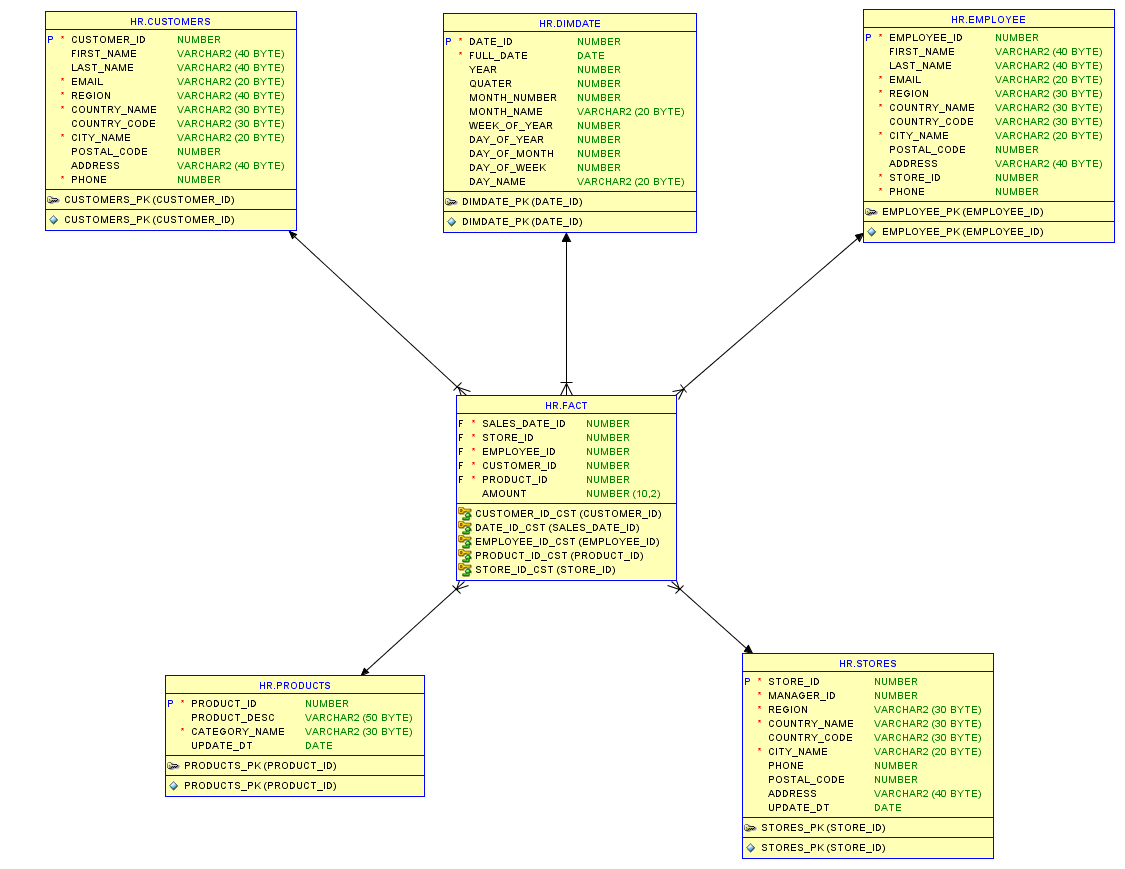 HR.CUSTOMERS
P * CUSTOMER_ID NUMBER
FIRST_NAME VARCHAR2 (40 BYTE)
LAST_NAME VARCHAR2 (40 BYTE)
* EMAIL VARCHAR2 (20 BYTE)
* REGION VARCHAR2 (40 BYTE)
* COUNTRY_NAME VARCHAR2 (30 BYTE)
COUNTRY_CODE VARCHAR2 (30 BYTE)
* CITY_NAME VARCHAR2 (20 BYTE)
POSTAL_CODE NUMBER
ADDRESS VARCHAR2 (40 BYTE)
* PHONE NUMBER
CUSTOMERS_PK (CUSTOMER_ID)
CUSTOMERS_PK (CUSTOMER_ID)
HR.DIMDATE
P * DATE_ID NUMBER
* FULL_DATE DATE
YEAR NUMBER
QUATER NUMBER
MONTH_NUMBER NUMBER
MONTH_NAME VARCHAR2 (20 BYTE)
WEEK_OF_YEAR NUMBER
DAY_OF_YEAR NUMBER
DAY_OF_MONTH NUMBER
DAY_OF_WEEK NUMBER
DAY_NAME VARCHAR2 (20 BYTE)
DIMDATE_PK (DATE_ID)
DIMDATE_PK (DATE_ID)
HR.EMPLOYEE
P * EMPLOYEE_ID NUMBER
FIRST_NAME VARCHAR2 (40 BYTE)
LAST_NAME VARCHAR2 (40 BYTE)
* EMAIL VARCHAR2 (20 BYTE)
* REGION VARCHAR2 (30 BYTE)
* COUNTRY_NAME VARCHAR2 (30 BYTE)
COUNTRY_CODE VARCHAR2 (30 BYTE)
* CITY_NAME VARCHAR2 (20 BYTE)
POSTAL_CODE NUMBER
ADDRESS VARCHAR2 (40 BYTE)
* STORE_ID NUMBER
* PHONE NUMBER
EMPLOYEE_PK (EMPLOYEE_ID)
EMPLOYEE_PK (EMPLOYEE_ID)
HR.FACT
F * SALES_DATE_ID NUMBER
F * STORE_ID NUMBER
F * EMPLOYEE_ID NUMBER
F * CUSTOMER_ID NUMBER
F * PRODUCT_ID NUMBER
AMOUNT NUMBER (10,2)
CUSTOMER_ID_CST (CUSTOMER_ID)
DATE_ID_CST (SALES_DATE_ID)
EMPLOYEE_ID_CST (EMPLOYEE_ID)
PRODUCT_ID_CST (PRODUCT_ID)
STORE_ID_CST (STORE_ID)
HR.PRODUCTS
P * PRODUCT_ID NUMBER
PRODUCT_DESC VARCHAR2 (50 BYTE)
* CATEGORY_NAME VARCHAR2 (30 BYTE)
UPDATE_DT DATE
PRODUCTS_PK (PRODUCT_ID)
PRODUCTS_PK (PRODUCT_ID)
HR.STORES
P * STORE_ID NUMBER
* MANAGER_ID NUMBER
* REGION VARCHAR2 (30 BYTE)
* COUNTRY_NAME VARCHAR2 (30 BYTE)
COUNTRY_CODE VARCHAR2 (30 BYTE)
* CITY_NAME VARCHAR2 (20 BYTE)
PHONE NUMBER
POSTAL_CODE NUMBER
ADDRESS VARCHAR2 (40 BYTE)
UPDATE_DT DATE
STORES_PK (STORE_ID)
STORES_PK (STORE_ID)